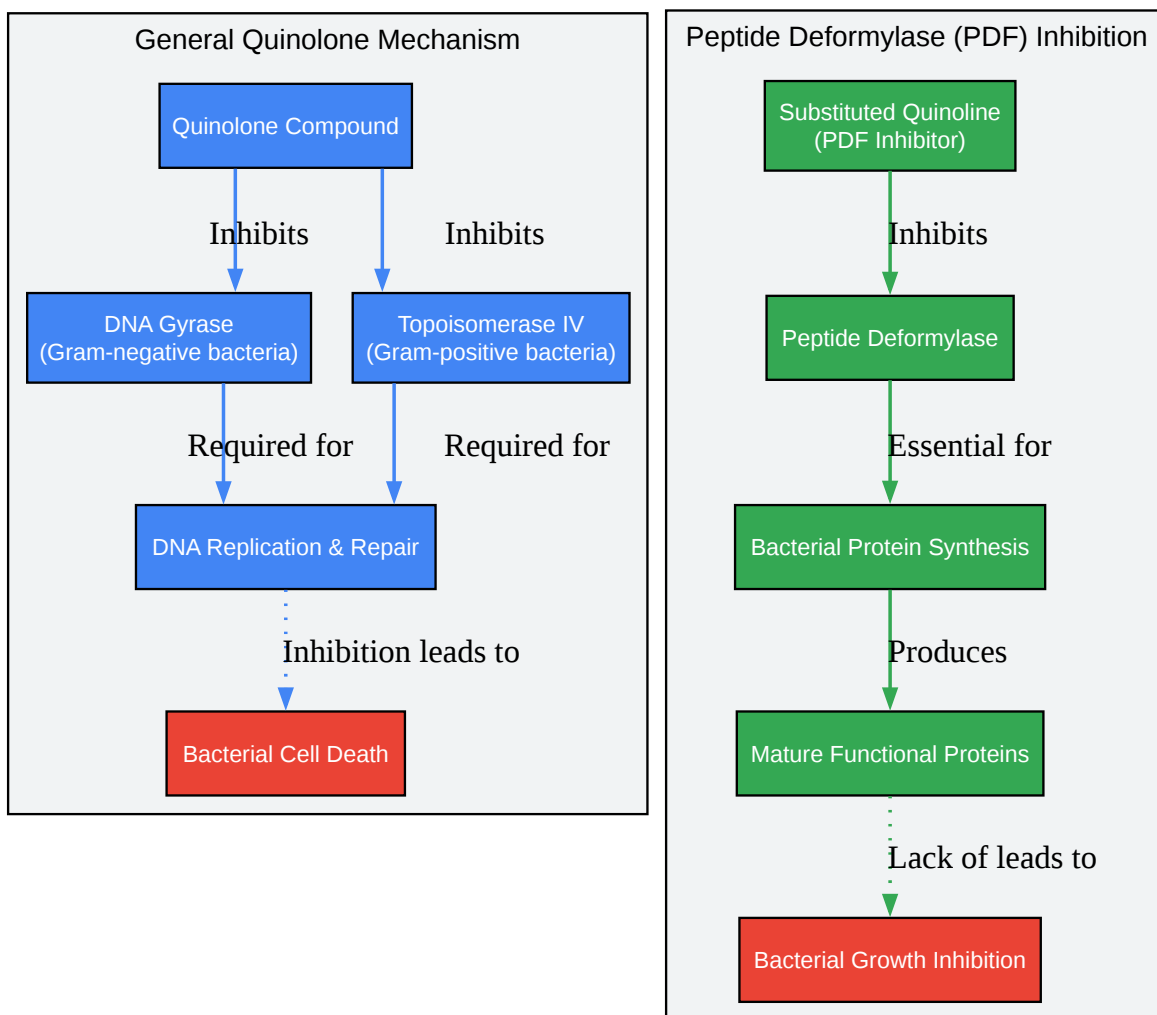 General Quinolone Mechanism
Quinolone Compound
Inhibits
Inhibits
DNA Gyrase
(Gram-negative bacteria)
Topoisomerase IV
(Gram-positive bacteria)
Required for
Required for
DNA Replication & Repair
Inhibition leads to
Bacterial Cell Death
Peptide Deformylase (PDF) Inhibition
Substituted Quinoline
(PDF Inhibitor)
Inhibits
Peptide Deformylase
Essential for
Bacterial Protein Synthesis
Produces
Mature Functional Proteins
Lack of leads to
Bacterial Growth Inhibition